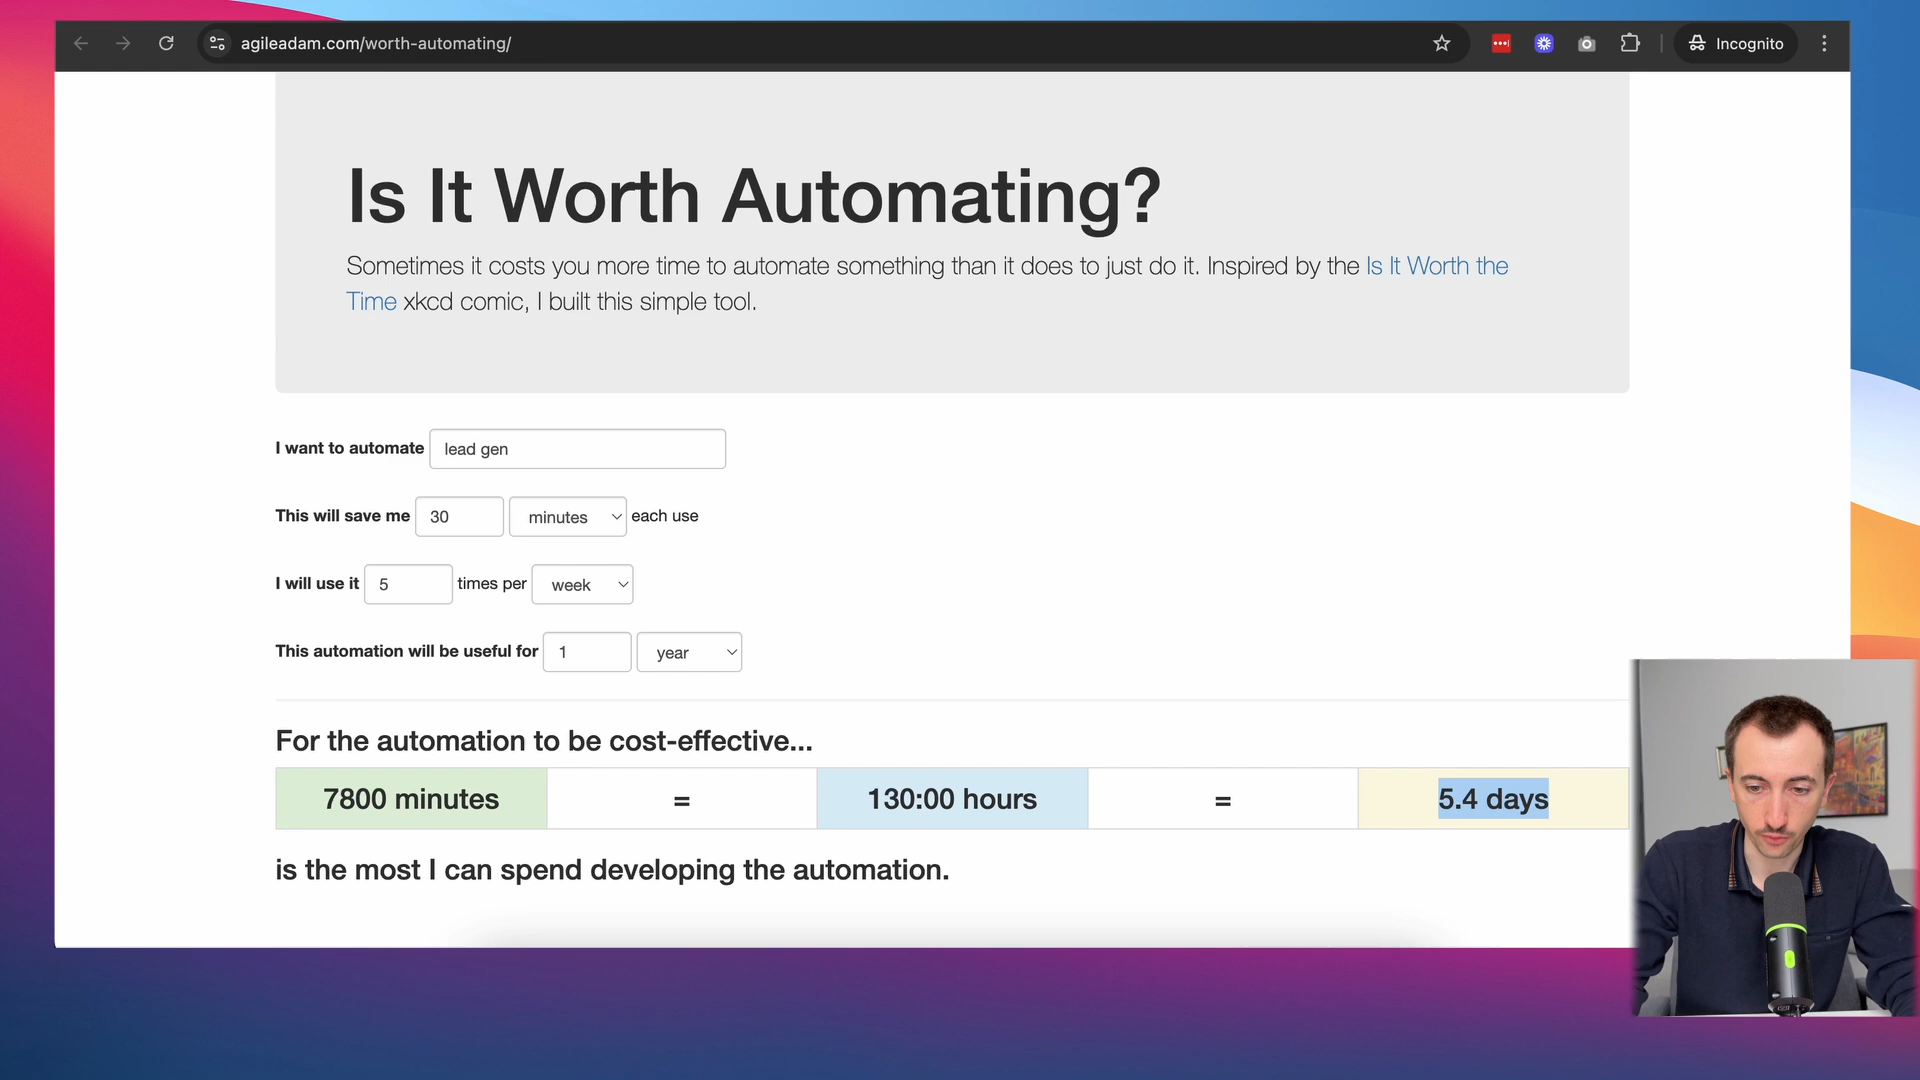 agileadam.com/worth-automating/
Incognito
Is It Worth Automating?
Sometimes it costs you more time to automate something than it does to just do it. Inspired by the Is It Worth the
Time xkcd comic, I built this simple tool.
I want to automate lead gen
This will save me 30 minutes each use
I will use it 5 times per week
This automation will be useful for 1 year
For the automation to be cost-effective...
7800 minutes = 130:00 hours = 5.4 days
is the most I can spend developing the automation.